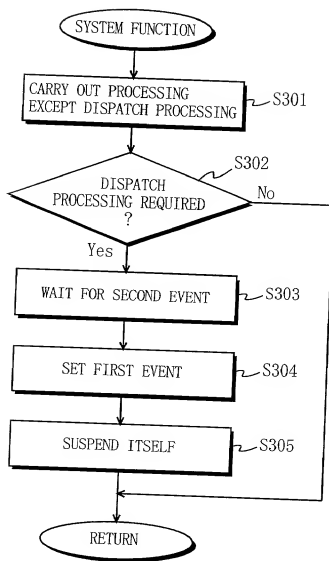 SYSTEM FUNCTION
CARRY OUT PROCESSING
EXCEPT DISPATCH PROCESSING
S301
S302
DISPATCH
PROCESSING REQUIRED
?
No
Yes
WAIT FOR SECOND EVENT
S303
SET FIRST EVENT
S304
SUSPEND ITSELF
S305
RETURN